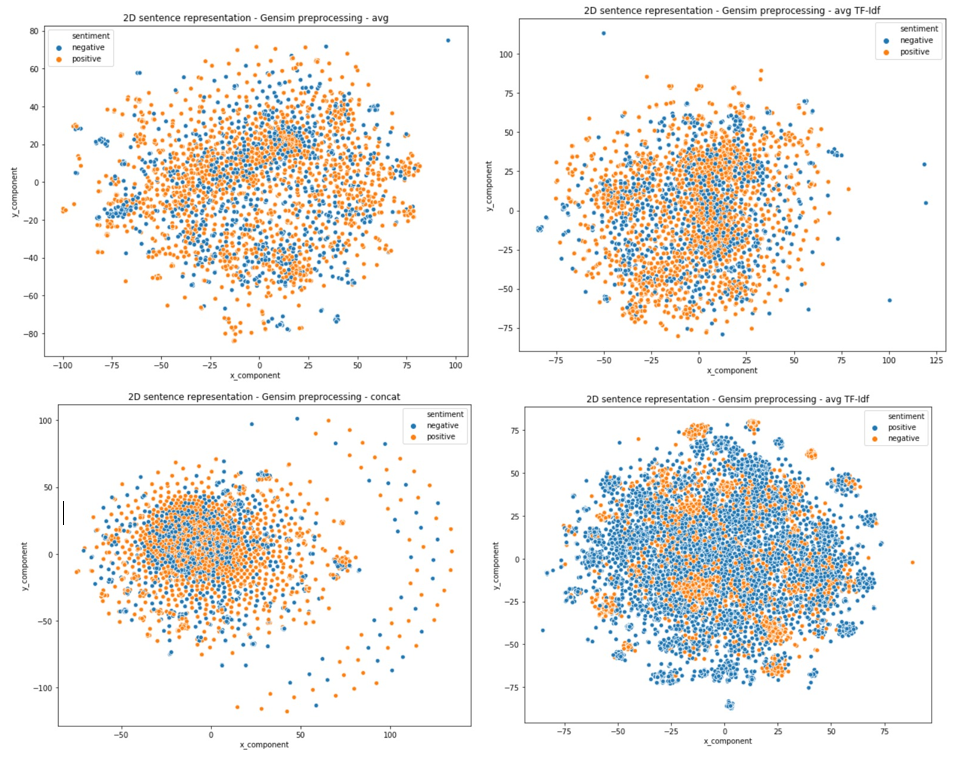 2D sentence representation - Gensim preprocessing - avg
sentiment
negative
positive
80
60
40
20
0
−20
−40
−60
−80
y_component
−100
−75
−50
−25
0
25
50
75
100
x_component
2D sentence representation - Gensim preprocessing - avg TF-Idf
sentiment
negative
positive
100
75
50
25
0
−25
−50
−75
y_component
−75
−50
−25
0
25
50
75
100
125
x_component
2D sentence representation - Gensim preprocessing - concat
sentiment
negative
positive
100
50
0
−50
−100
y_component
−50
0
50
100
x_component
2D sentence representation - Gensim preprocessing - avg TF-Idf
sentiment
positive
negative
75
50
25
0
−25
−50
−75
y_component
−75
−50
−25
0
25
50
75
x_component